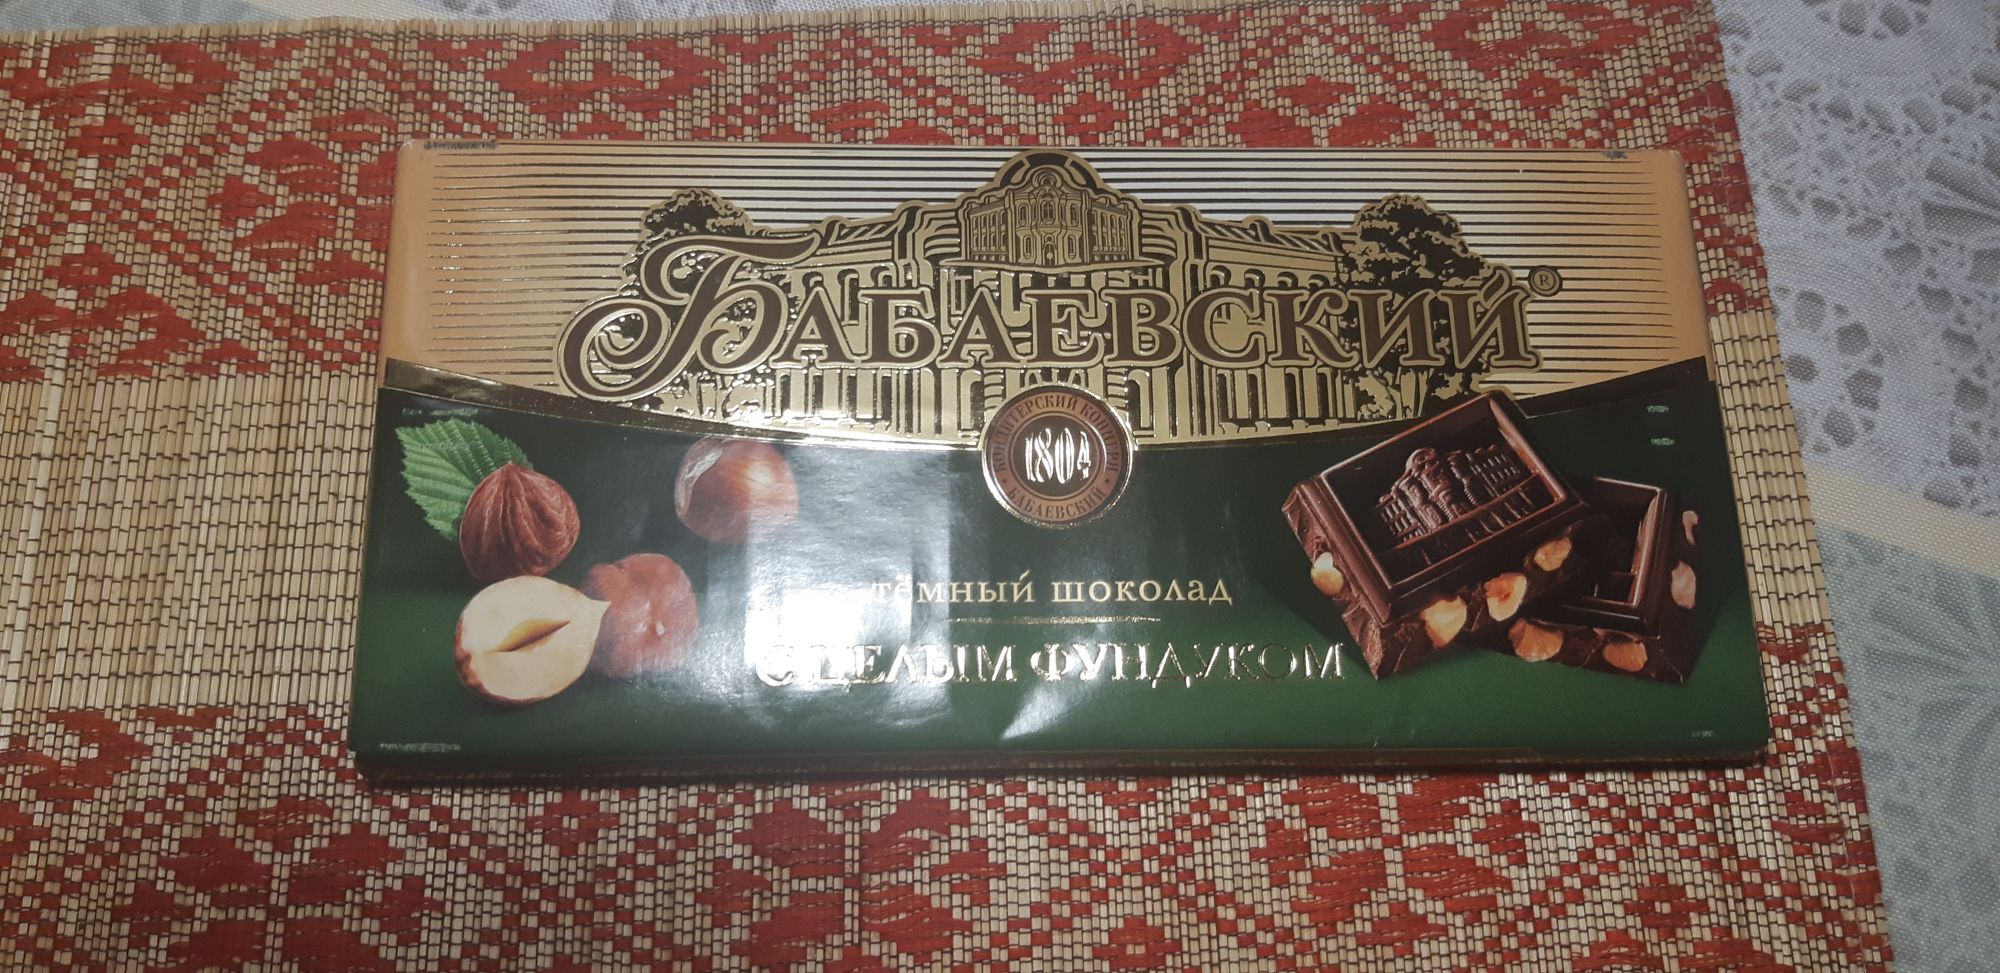 БАБАЕВСКИЙ ®
КОНДИТЕРСКИЙ КОНЦЕРН
1804
БАБАЕВСКИЙ
тёмный шоколад
С ЦЕЛЫМ ФУНДУКОМ